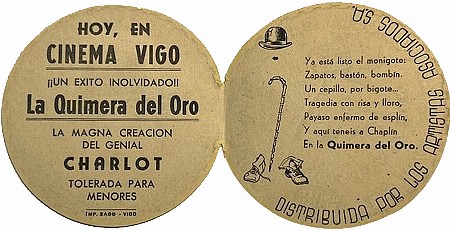 HOY, EN
CINEMA VIGO
¡¡UN EXITO INOLVIDADO!!
La Quimera del Oro
LA MAGNA CREACION
DEL GENIAL
CHARLOT
TOLERADA PARA
MENORES
IMP. BAGO - VIGO
Ya está listo el monigote:
Zapatos, bastón, bombín.
Un cepillo, por bigote...
Tragedia con risa y lloro,
Payaso enfermo de esplín,
Y aquí teneis a Chaplín
En la Quimera del Oro.
DISTRIBUIDA POR LOS ARTISTAS ASOCIADOS SA.